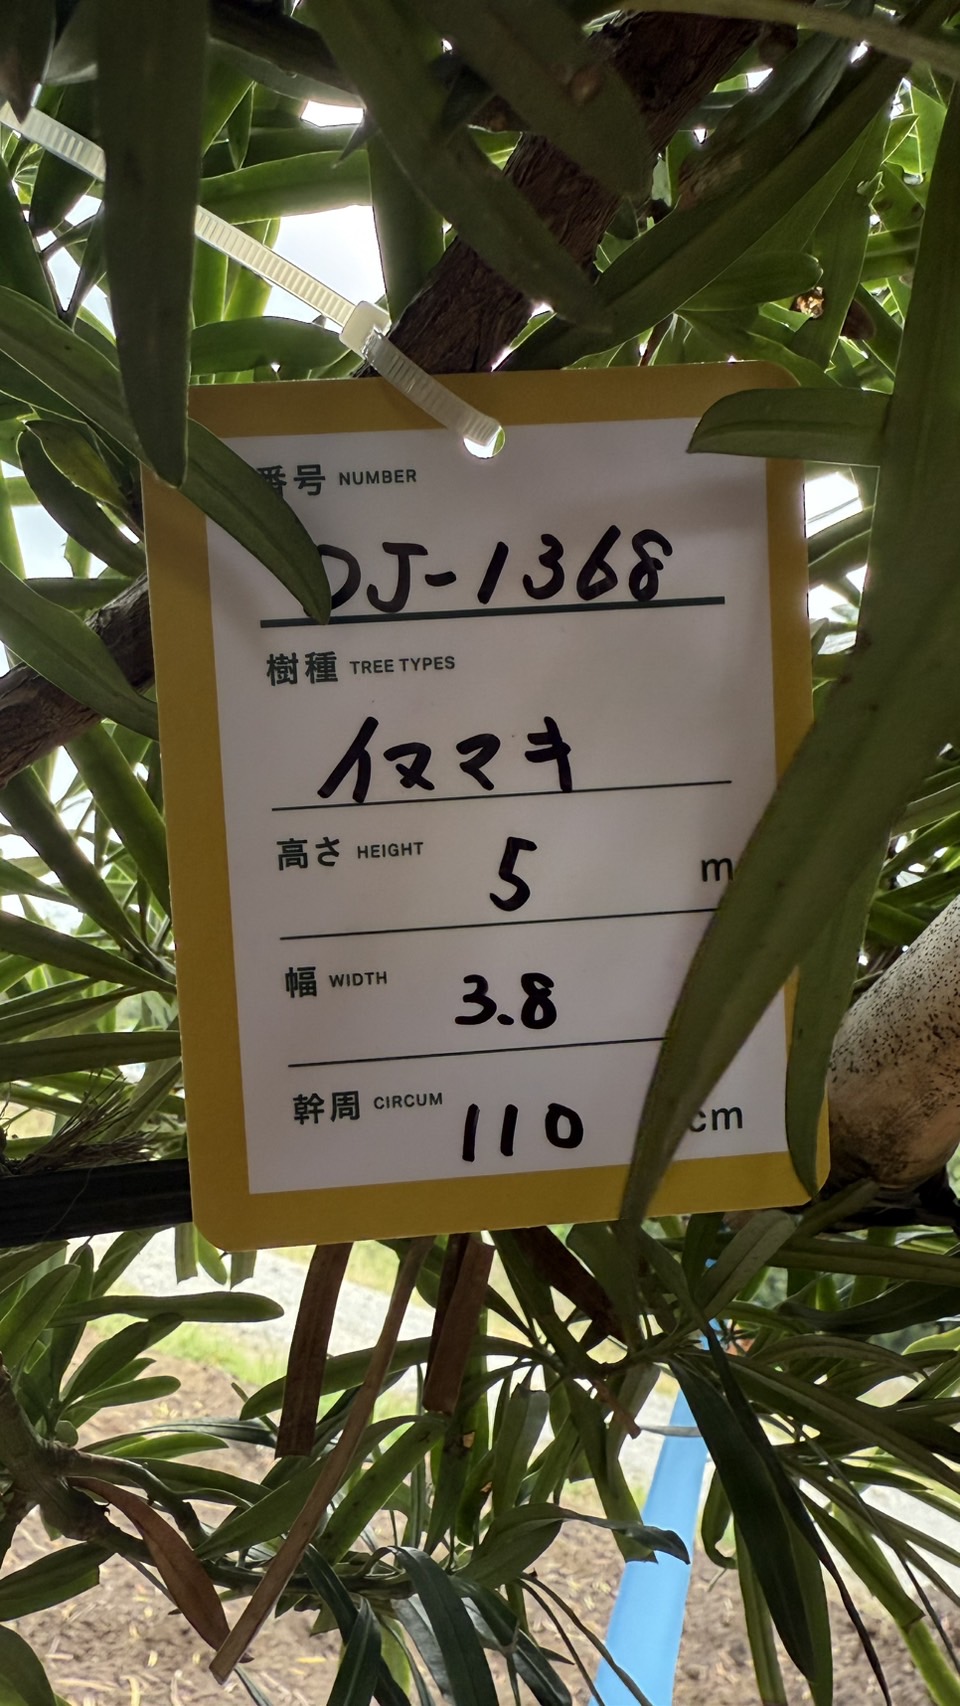 番号 NUMBER
DJ-1368
樹種 TREE TYPES
イヌマキ
高さ HEIGHT 5 m
幅 WIDTH 3.8
幹周 CIRCUM 110 cm